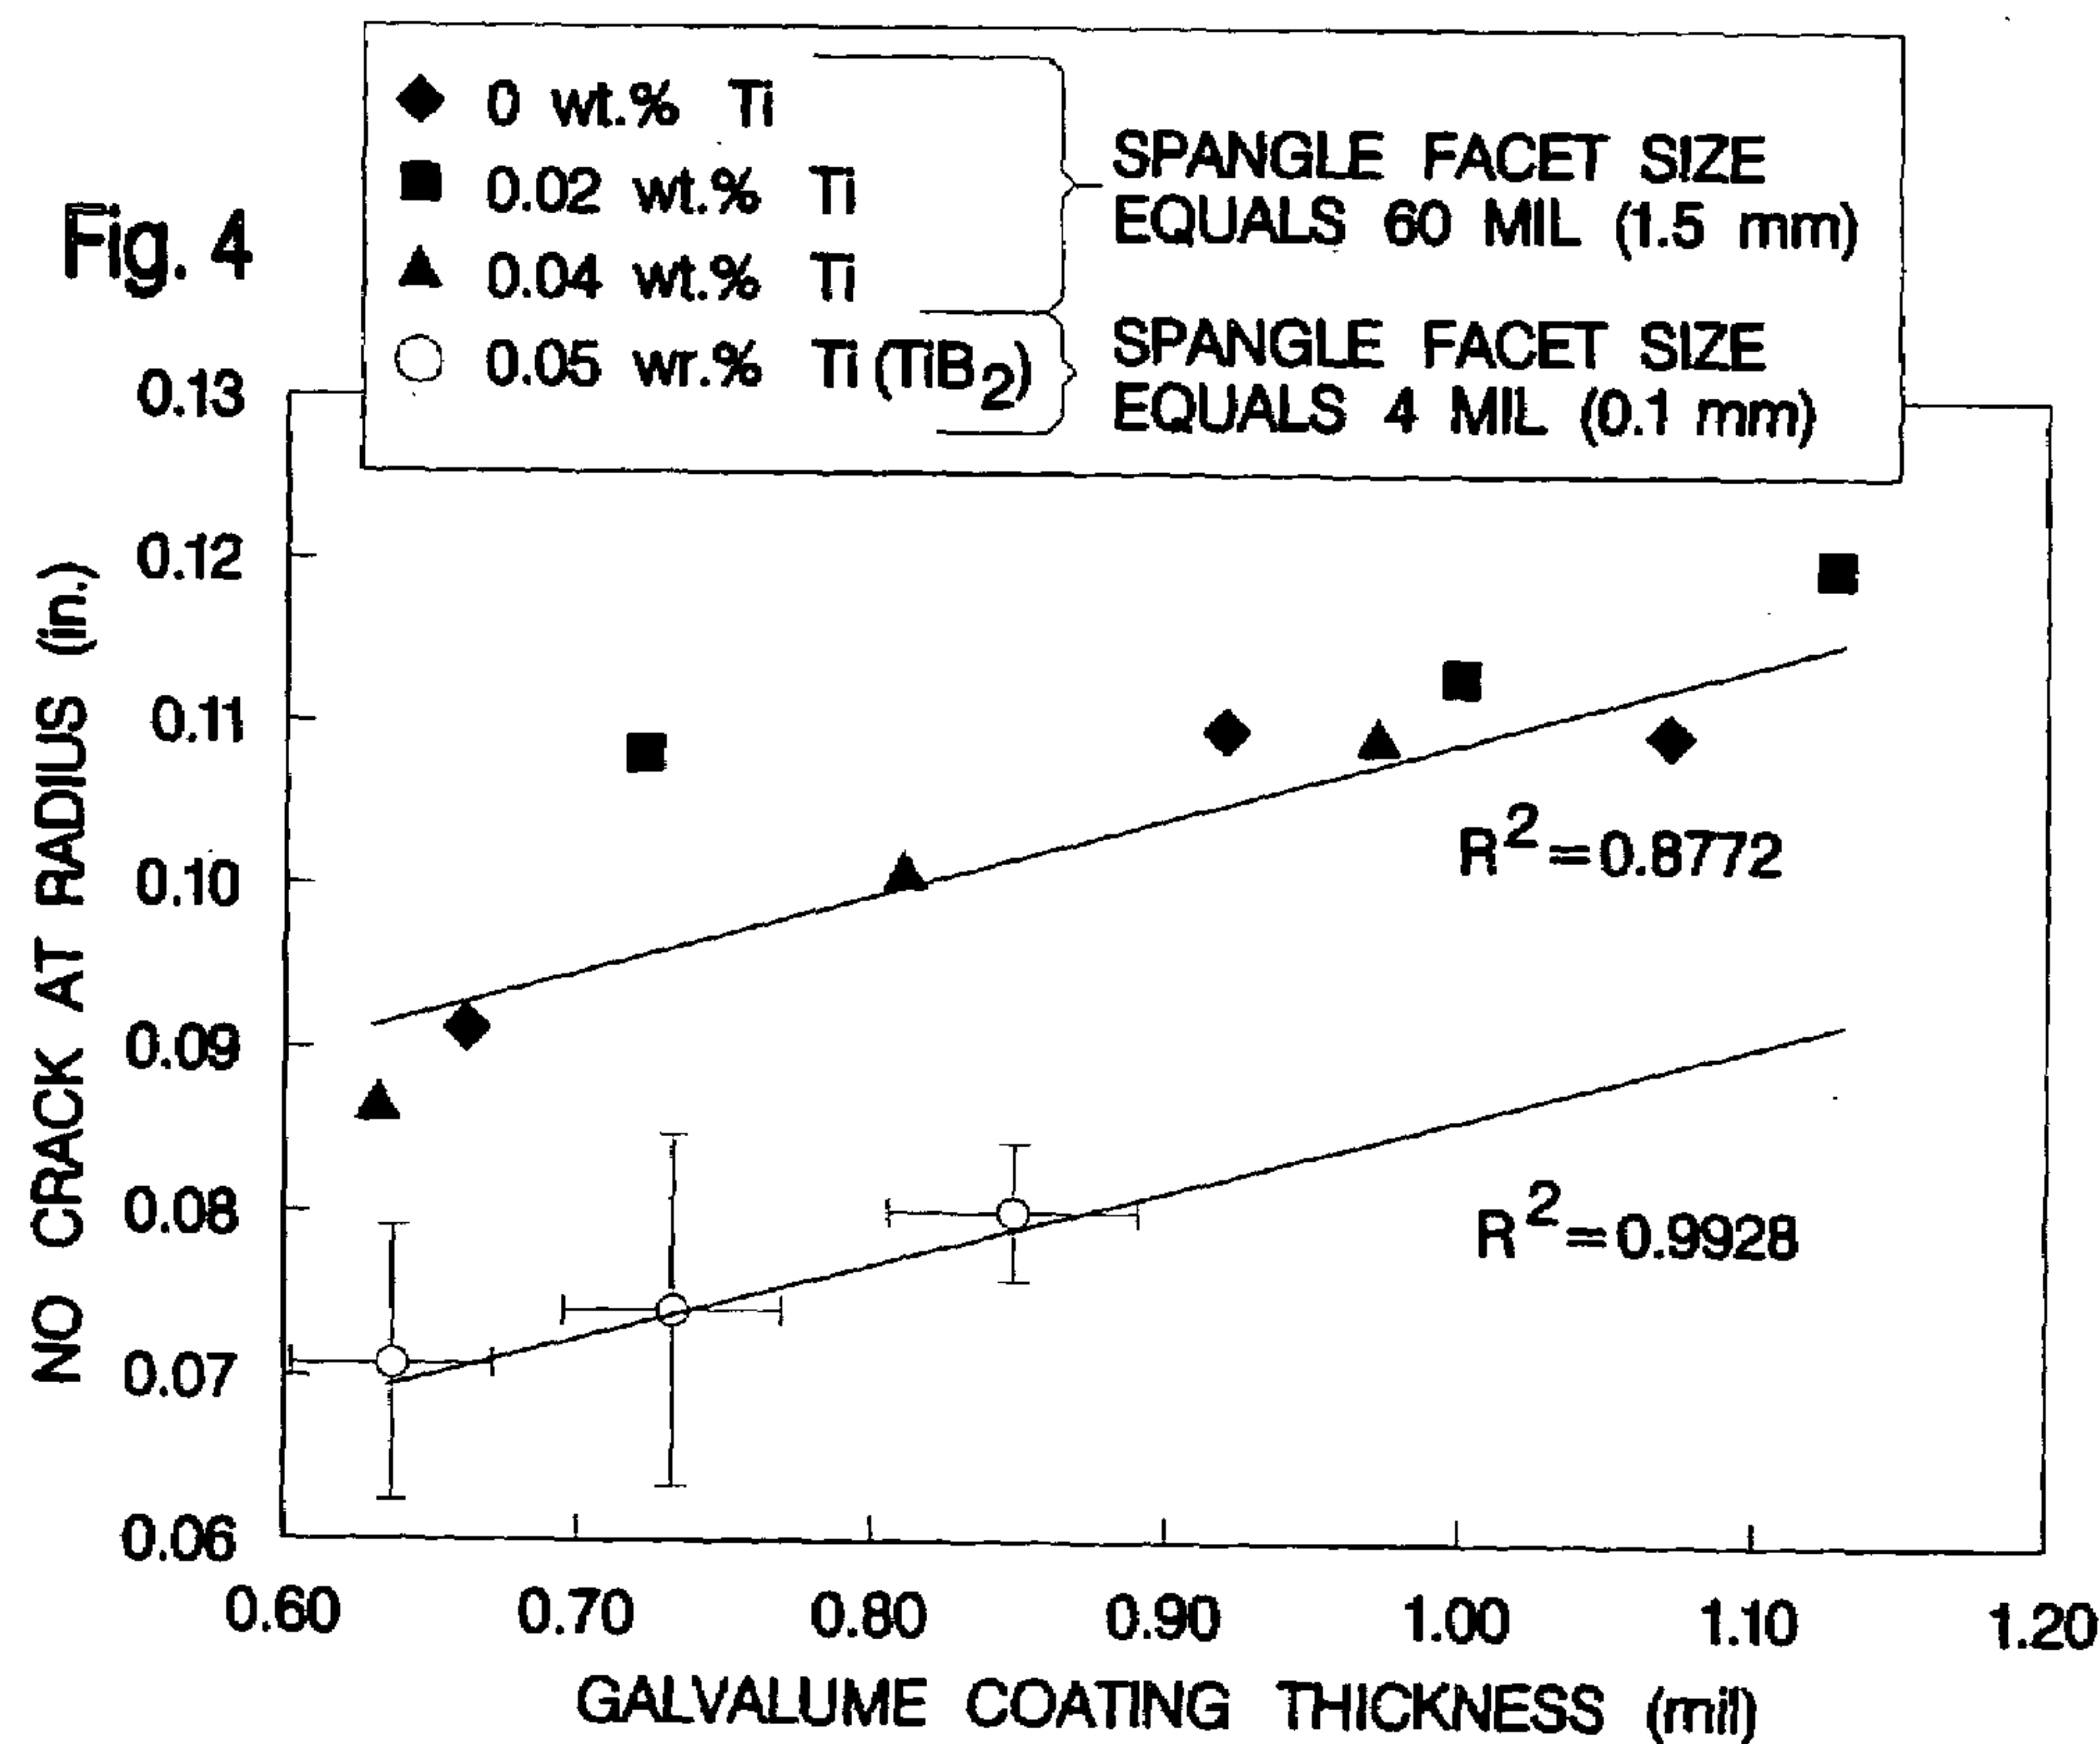 Fig. 4
0 wt.% Ti
0.02 wt.% Ti
0.04 wt.% Ti
SPANGLE FACET SIZE
EQUALS 60 MIL (1.5 mm)
0.05 wr.% Ti (TiB2)
SPANGLE FACET SIZE
EQUALS 4 MIL (0.1 mm)
NO CRACK AT RADIUS (in.)
0.13
0.12
0.11
0.10
0.09
0.08
0.07
0.06
R2=0.8772
R2=0.9928
0.60 0.70 0.80 0.90 1.00 1.10 1.20
GALVALUME COATING THICKNESS (mil)